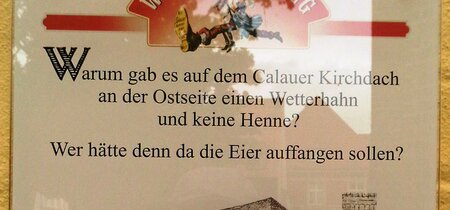 Warum gab es auf dem Calauer Kirchdach
an der Ostseite einen Wetterhahn
und keine Henne?
Wer hätte denn da die Eier auffangen sollen?